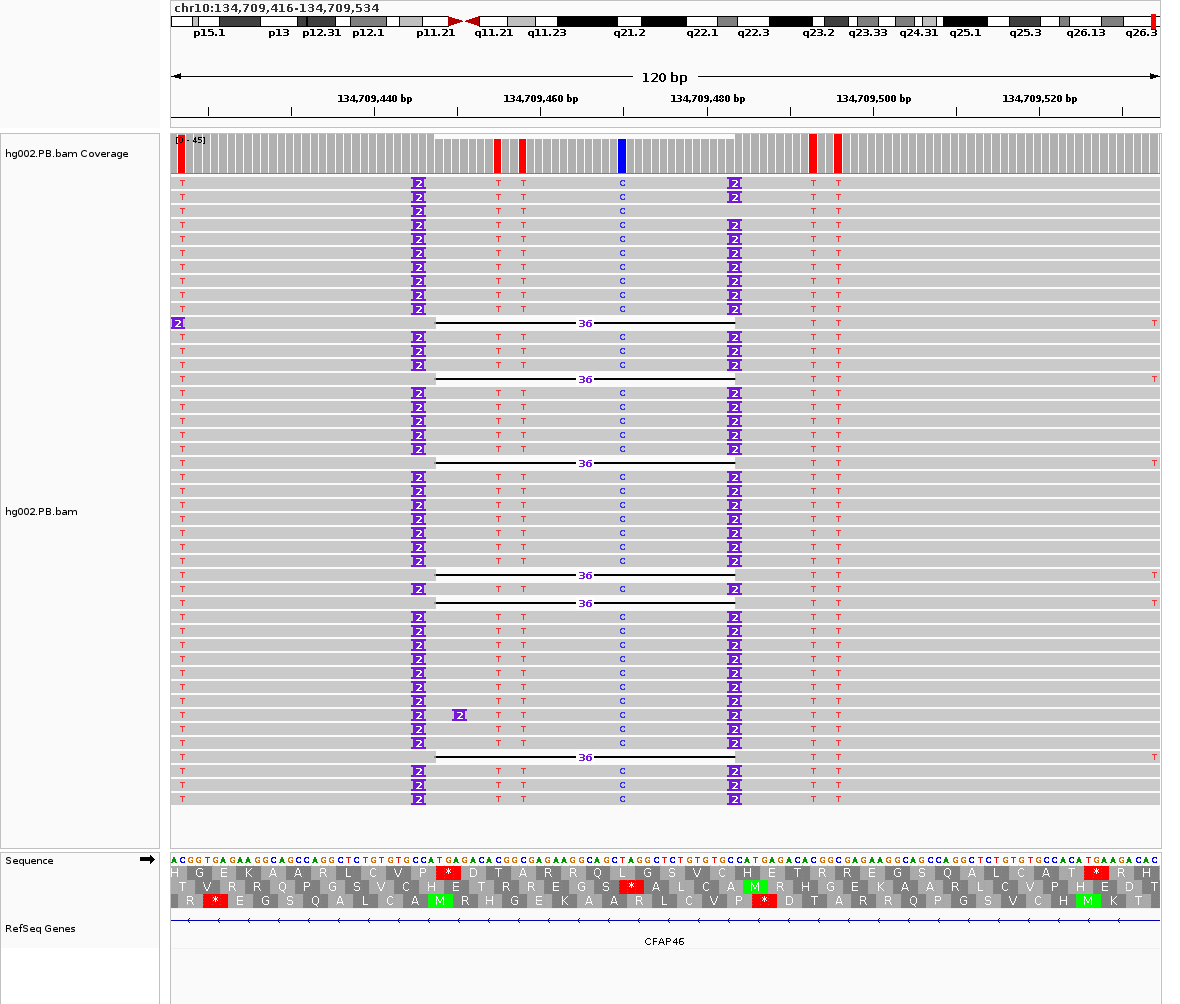 chr10:134,709,416-134,709,534
p15.1 p13 p12.31 p12.1 p11.21 q11.21 q11.23 q21.2 q22.1 q22.3 q23.2 q23.33 q24.31 q25.1 q25.3 q26.13 q26.3
120 bp
134,709,440 bp 134,709,460 bp 134,709,480 bp 134,709,500 bp 134,709,520 bp
hg002.PB.bam Coverage
T 2 T T C 2 T T
T 2 T T C 2 T T
T 2 T T C T T
T 2 T T C 2 T T
T 2 T T C 2 T T
T 2 T T C 2 T T
T 2 T T C 2 T T
T 2 T T C 2 T T
T 2 T T C 2 T T
T 2 T T C 2 T T
2 36 T T T
T 2 T T C 2 T T
T 2 T T C 2 T T
T 2 T T C 2 T T
T 36 T T T
T 2 T T C 2 T T
T 2 T T C 2 T T
T 2 T T C 2 T T
T 2 T T C 2 T T
T 2 T T C 2 T T
T 36 T T T
T 2 T T C 2 T T
T 2 T T C 2 T T
T 2 T T C 2 T T
hg002.PB.bam
T 2 T T C 2 T T
T 2 T T C 2 T T
T 2 T T C 2 T T
T 2 T T C 2 T T
T 36 T T T
T 2 T T C 2 T T
T 36 T T T
T 2 T T C 2 T T
T 2 T T C 2 T T
T 2 T T C 2 T T
T 2 T T C 2 T T
T 2 T T C 2 T T
T 2 T T C 2 T T
T 2 T T C 2 T T
T 2 2 T T C 2 T T
T 2 T T C 2 T T
T 2 T T C 2 T T
T 36 T T T
T 2 T T C 2 T T
T 2 T T C 2 T T
T 2 T T C 2 T T
Sequence
ACGGTGAGAAGGCAGCCAGGCTCTGTGTGCCATGAGACACGGCGAGAAGGCAGCTAGGCTCTGTGTGCCATGAGACACGGCGAGAAGGCAGCCAGGCTCTGTGTGCCACATGAAGACAC
H G E K A A R L C V P * D T A R R Q L G S V C H E T R R E G S Q A L C A T * R H
T V R R Q P G S V C H E T R R E G S * A L C A M R H G E K A A R L C V P H E D T
R * E G S Q A L C A M R H G E K A A R L C V P * D T A R R Q P G S V C H M K T
RefSeq Genes
CFAP46